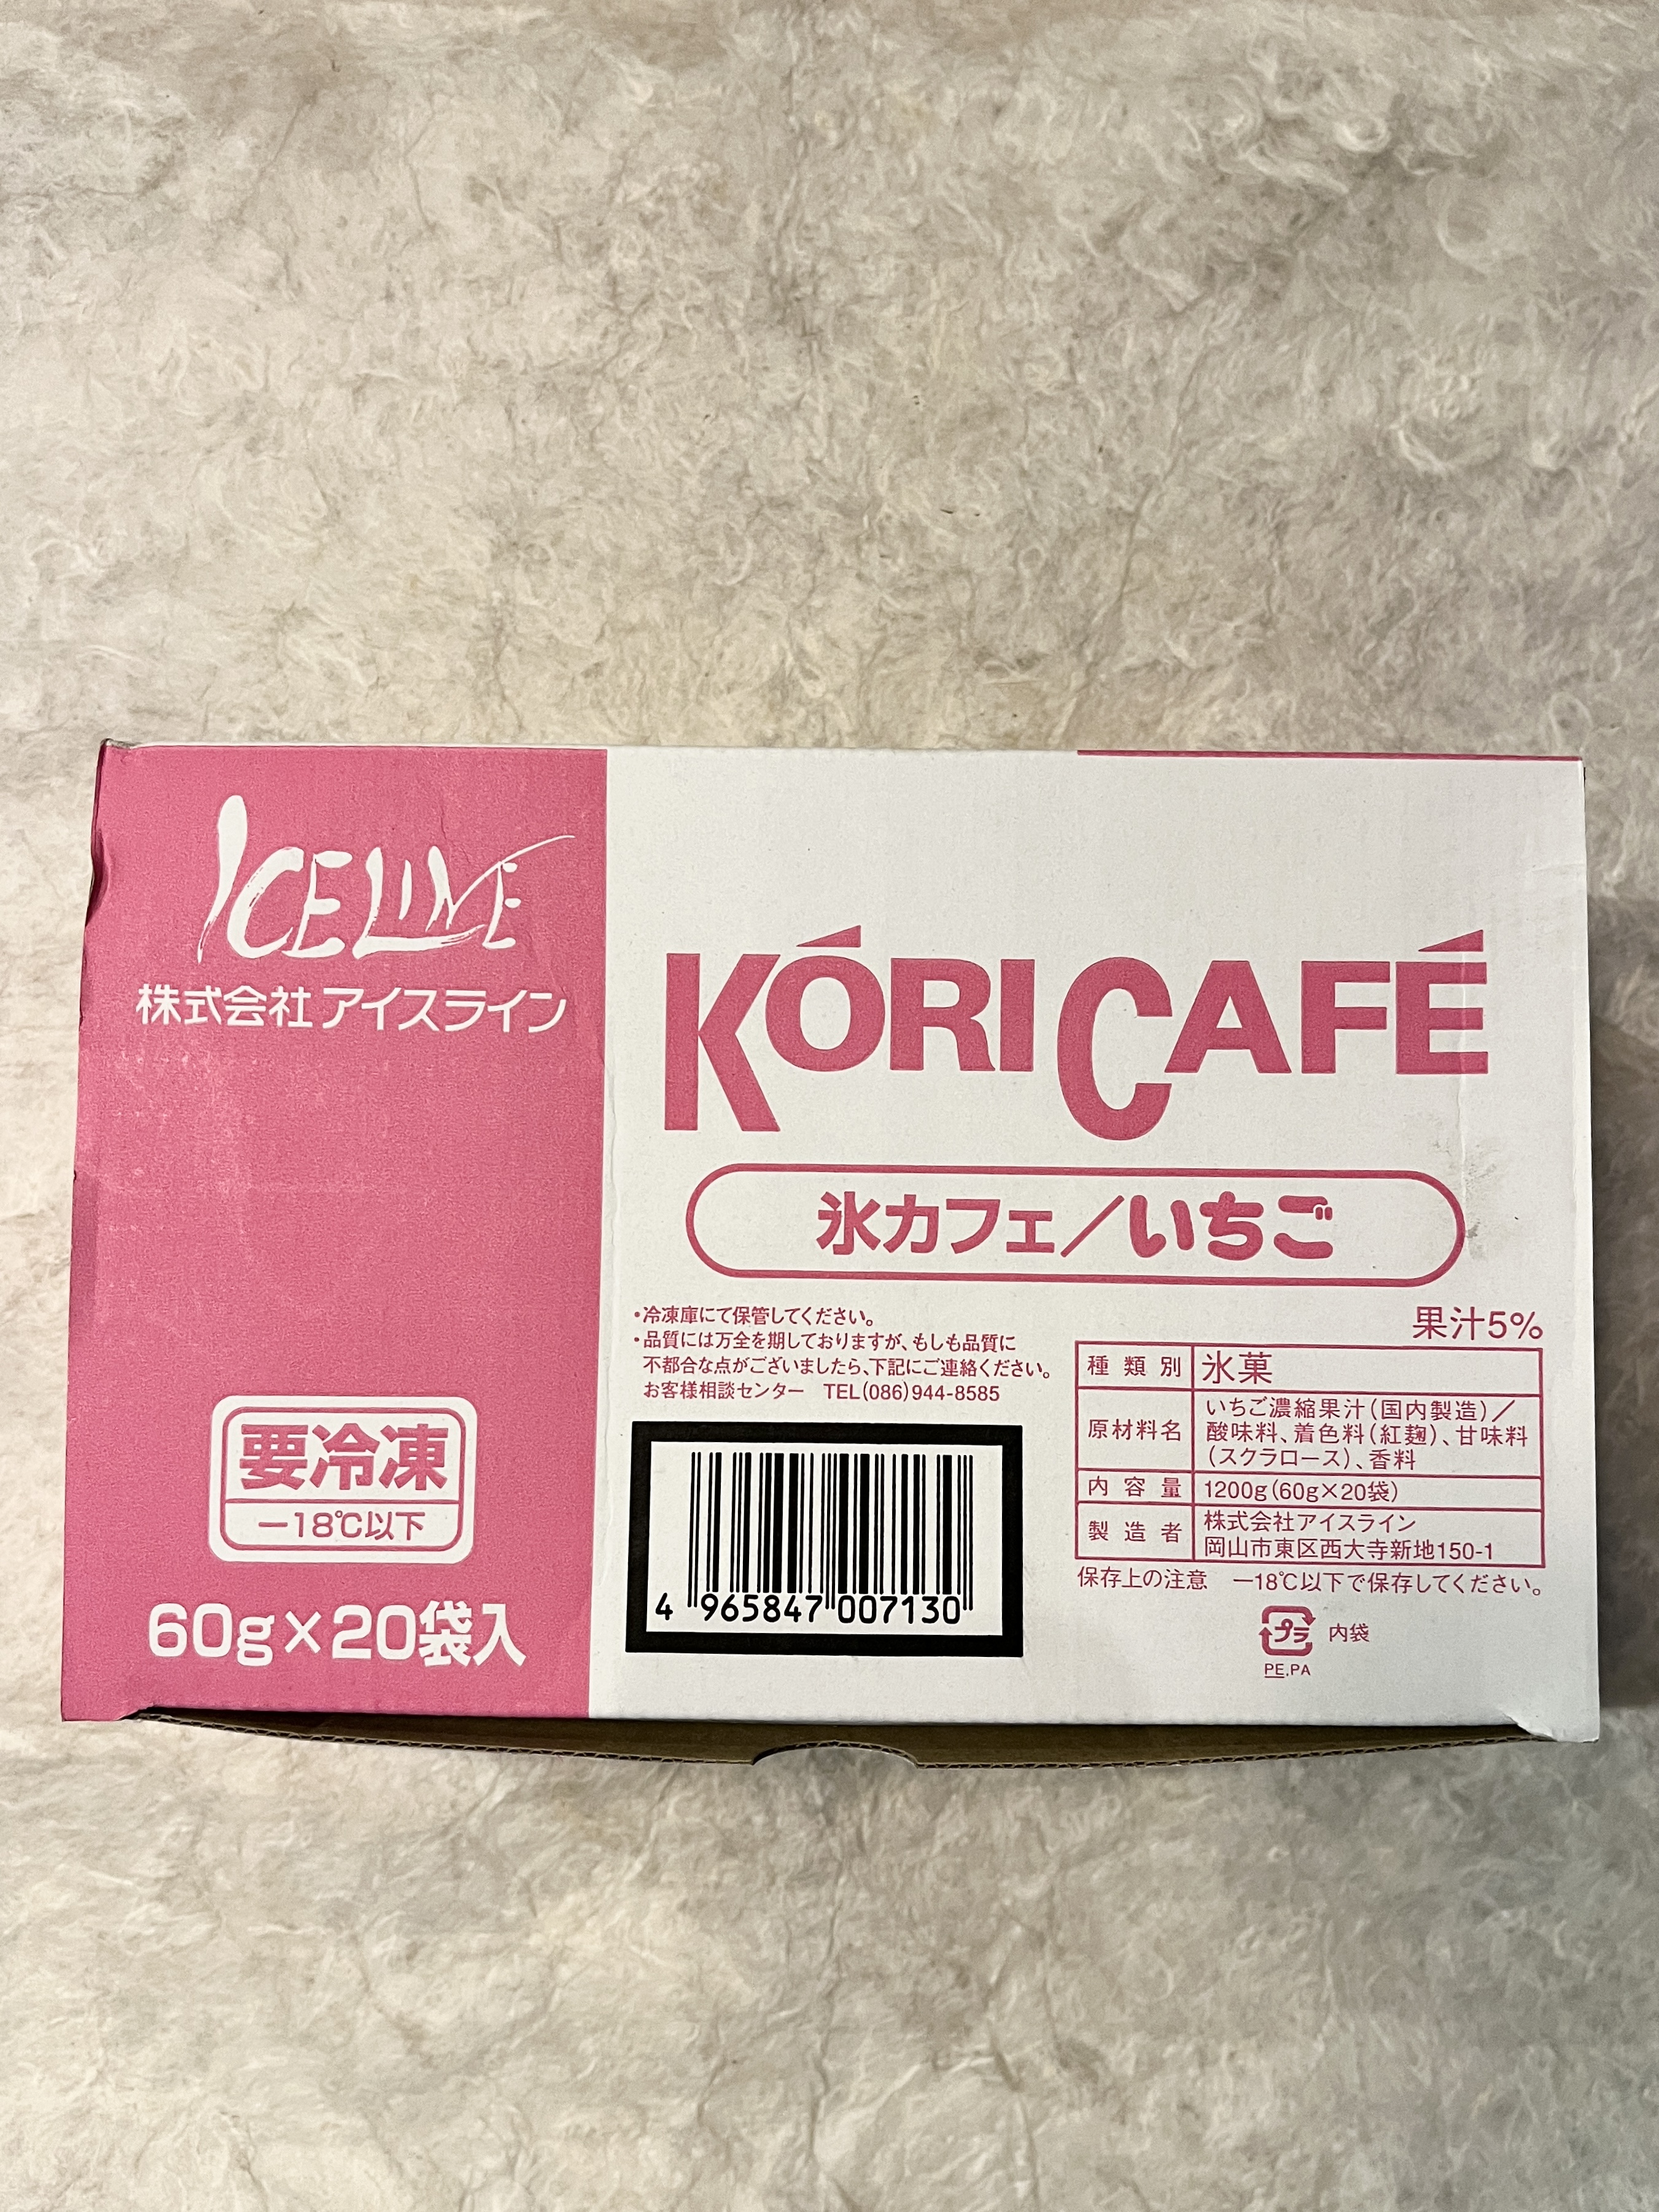 ICELINE
株式会社アイスライン
要冷凍
－18℃以下
60g×20袋入
KÓRI CAFÉ
氷カフェ／いちご
・冷凍庫にて保管してください。
・品質には万全を期しておりますが、もしも品質に
不都合な点がございましたら、下記にご連絡ください。
お客様相談センター　TEL(086)944-8585
4 965847 007130
果汁5%
種類別 氷菓
原材料名 いちご濃縮果汁(国内製造)／
酸味料、着色料(紅麹)、甘味料
(スクラロース)、香料
内容量 1200g(60g×20袋)
製造者 株式会社アイスライン
岡山市東区西大寺新地150-1
保存上の注意　－18℃以下で保存してください。
プラ 内袋
PE.PA